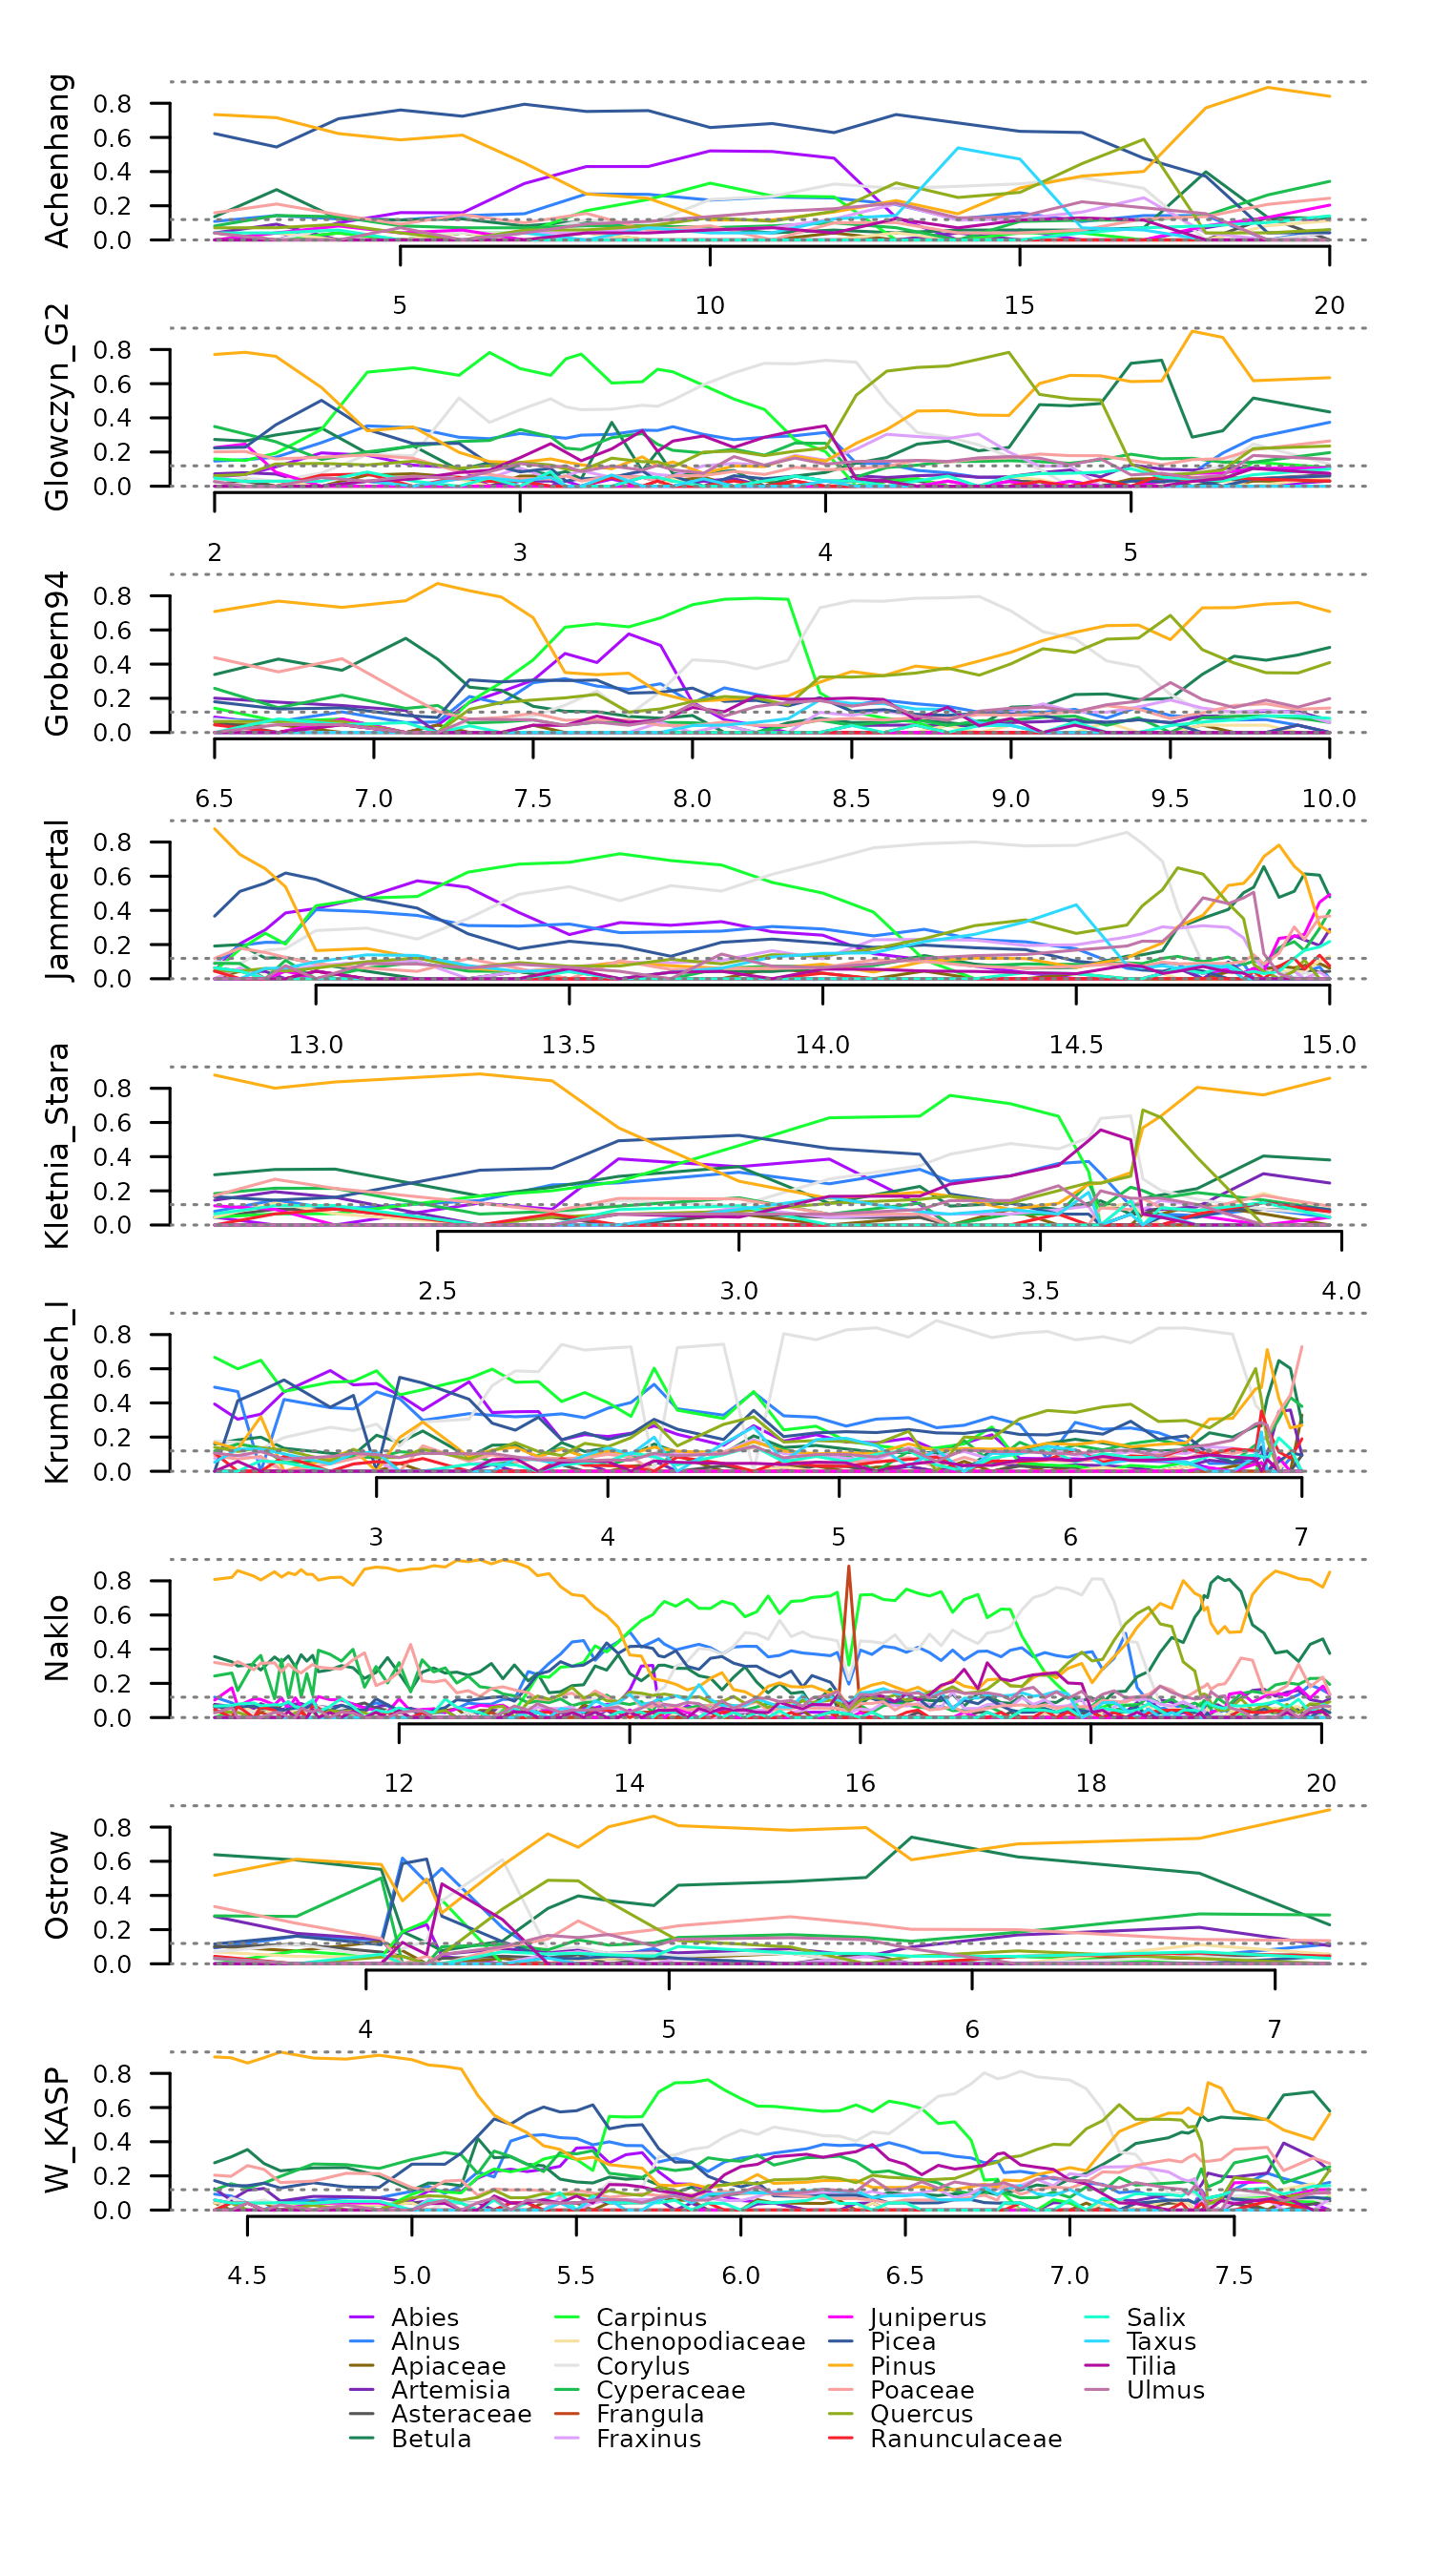 Achenhang
0.8
0.6
0.4
0.2
0.0
5 10 15 20
Glowczyn_G2
0.8
0.6
0.4
0.2
0.0
2 3 4 5
Grobern94
0.8
0.6
0.4
0.2
0.0
6.5 7.0 7.5 8.0 8.5 9.0 9.5 10.0
Jammertal
0.8
0.6
0.4
0.2
0.0
13.0 13.5 14.0 14.5 15.0
Kletnia_Stara
0.8
0.6
0.4
0.2
0.0
2.5 3.0 3.5 4.0
Krumbach_I
0.8
0.6
0.4
0.2
0.0
3 4 5 6 7
Naklo
0.8
0.6
0.4
0.2
0.0
12 14 16 18 20
Ostrow
0.8
0.6
0.4
0.2
0.0
4 5 6 7
W_KASP
0.8
0.6
0.4
0.2
0.0
4.5 5.0 5.5 6.0 6.5 7.0 7.5
Abies Carpinus Juniperus Salix
Alnus Chenopodiaceae Picea Taxus
Apiaceae Corylus Pinus Tilia
Artemisia Cyperaceae Poaceae Ulmus
Asteraceae Frangula Quercus
Betula Fraxinus Ranunculaceae